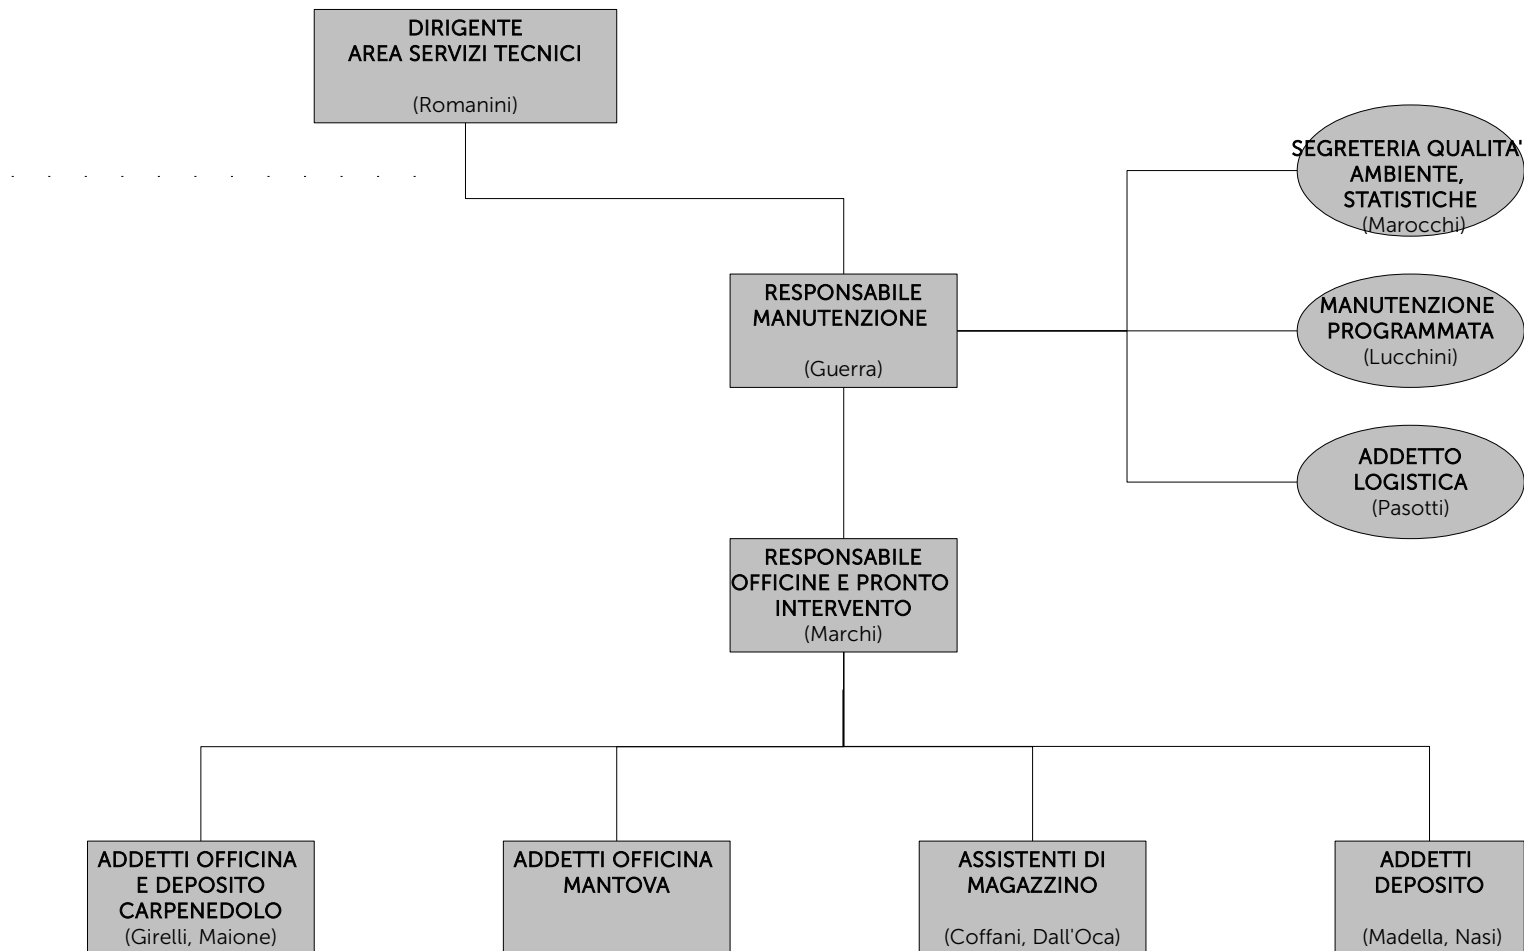 DIRIGENTE
AREA SERVIZI TECNICI
(Romanini)
SEGRETERIA QUALITA'
AMBIENTE,
STATISTICHE
(Marocchi)
RESPONSABILE
MANUTENZIONE
(Guerra)
MANUTENZIONE
PROGRAMMATA
(Lucchini)
ADDETTO
LOGISTICA
(Pasotti)
RESPONSABILE
OFFICINE E PRONTO
INTERVENTO
(Marchi)
ADDETTI OFFICINA
E DEPOSITO
CARPENEDOLO
(Girelli, Maione)
ADDETTI OFFICINA
MANTOVA
ASSISTENTI DI
MAGAZZINO
(Coffani, Dall'Oca)
ADDETTI
DEPOSITO
(Madella, Nasi)